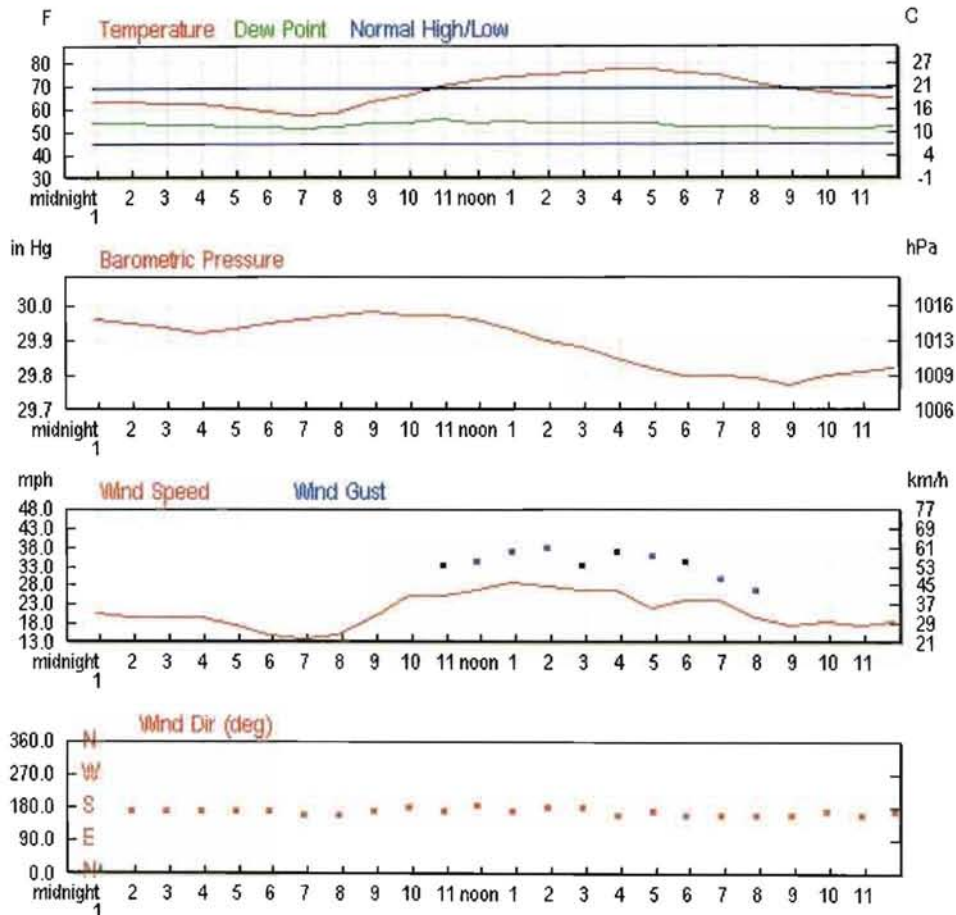 F Temperature Dew Point Normal High/Low C
80 27
70 21
60 16
50 10
40 4
30 -1
midnight 2 3 4 5 6 7 8 9 10 11 noon 1 2 3 4 5 6 7 8 9 10 11
1
in Hg Barometric Pressure hPa
30.0 1016
29.9 1013
29.8 1009
29.7 1006
midnight 2 3 4 5 6 7 8 9 10 11 noon 1 2 3 4 5 6 7 8 9 10 11
1
mph Wind Speed Wind Gust km/h
48.0 77
43.0 69
38.0 61
33.0 53
28.0 45
23.0 37
18.0 29
13.0 21
midnight 2 3 4 5 6 7 8 9 10 11 noon 1 2 3 4 5 6 7 8 9 10 11
1
Wind Dir (deg)
360.0 N
270.0 W
180.0 S
90.0 E
0.0 N
midnight 2 3 4 5 6 7 8 9 10 11 noon 1 2 3 4 5 6 7 8 9 10 11
1